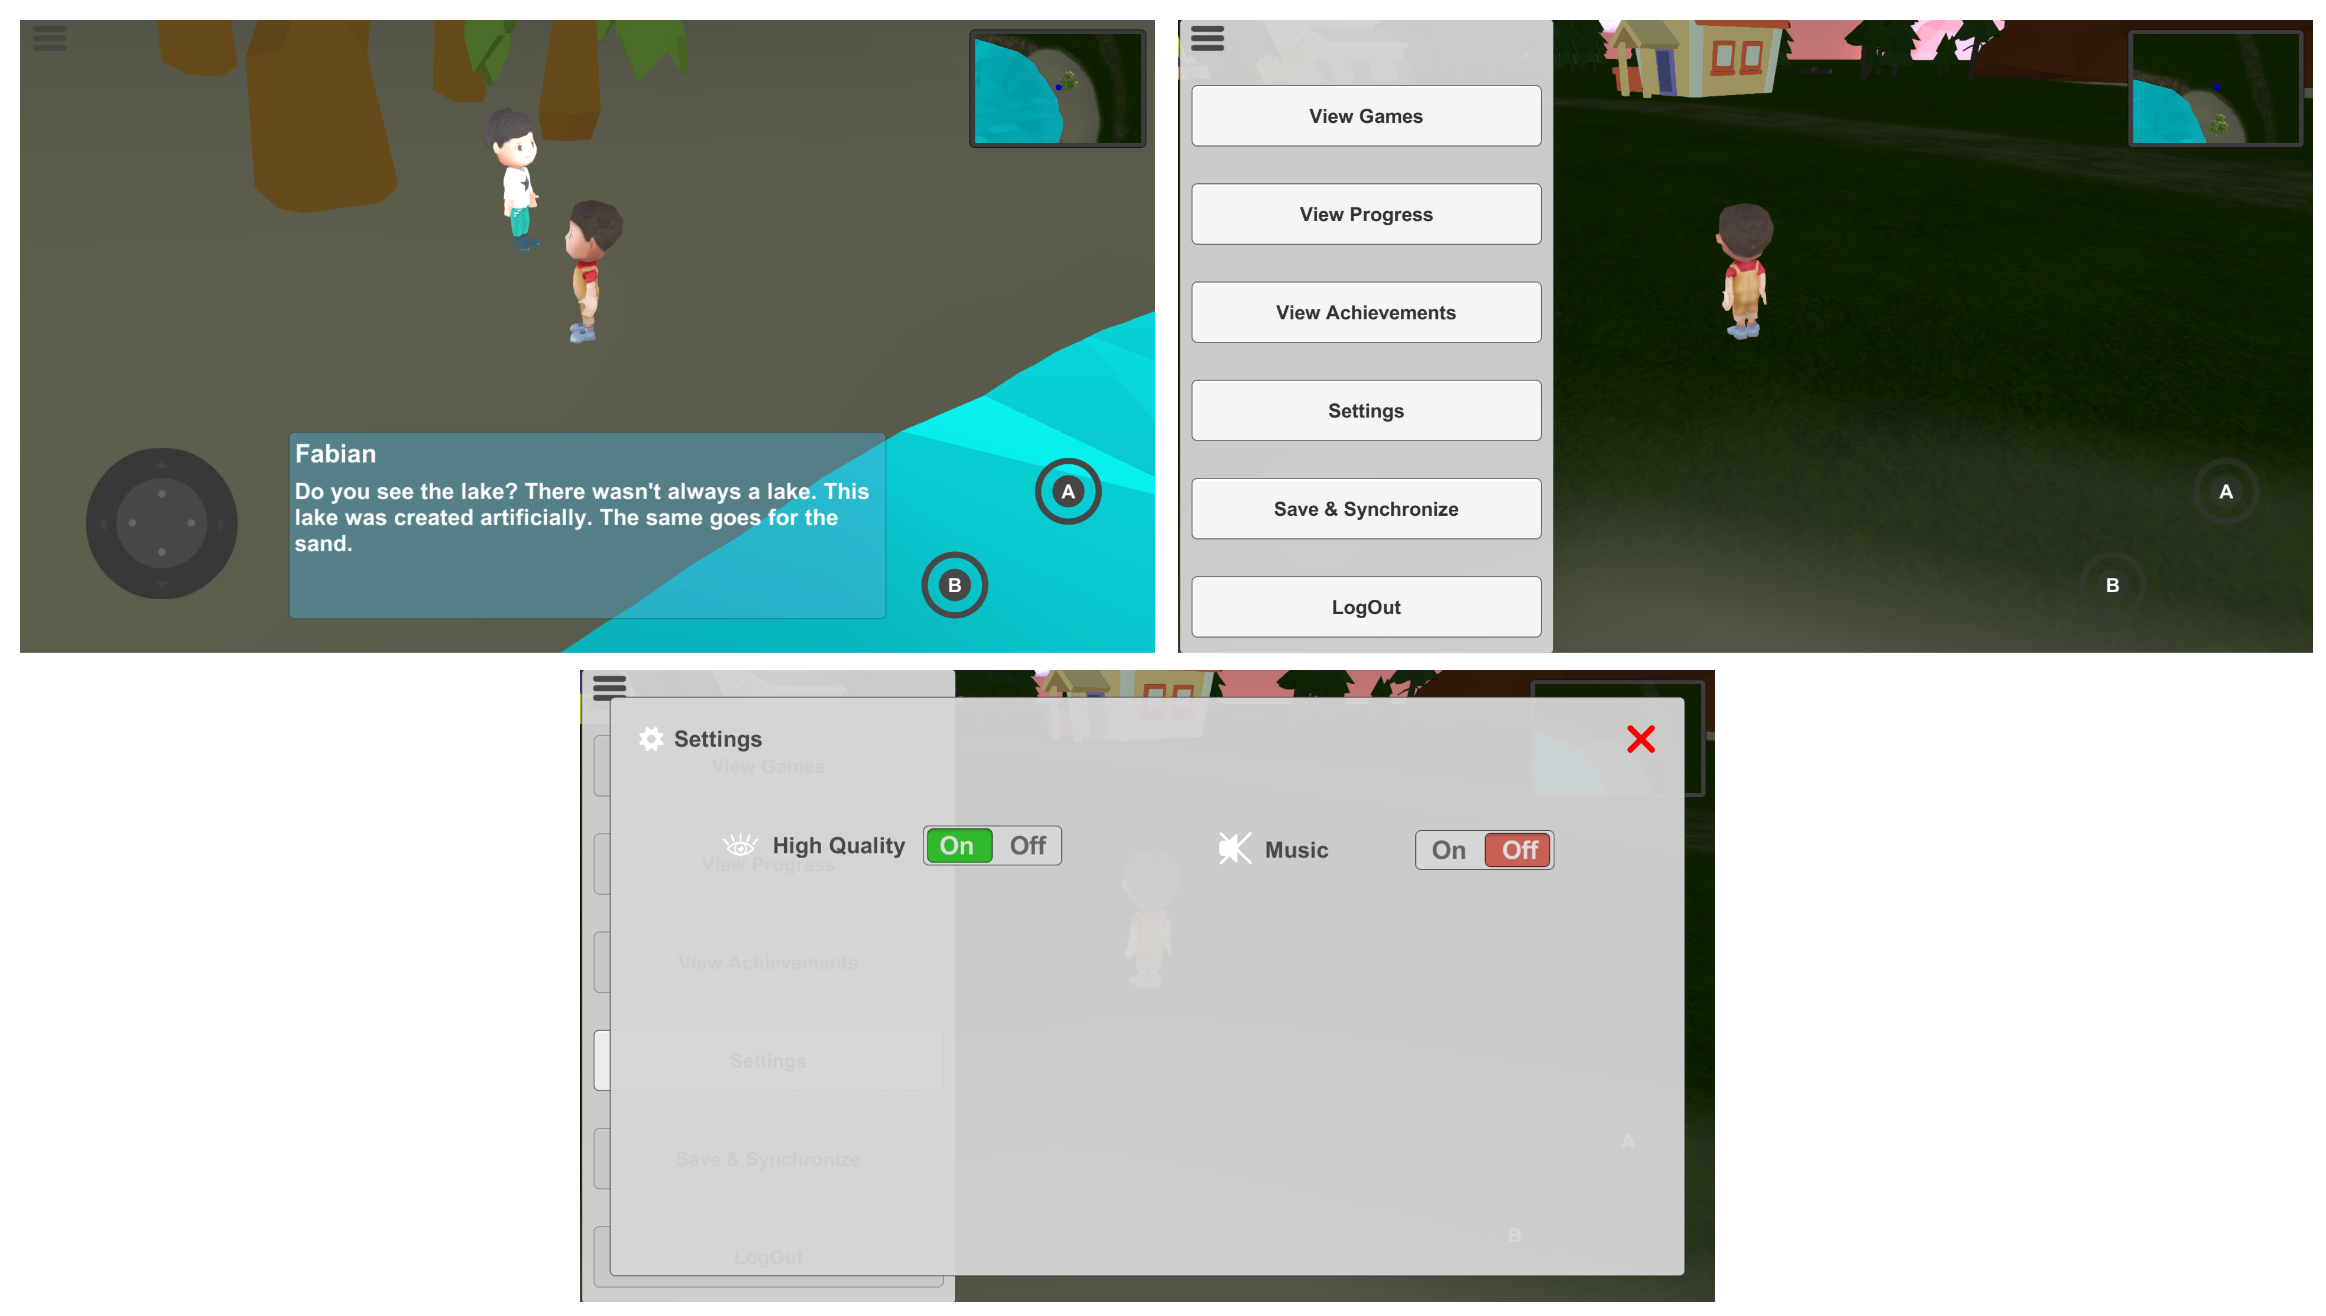 Fabian
Do you see the lake? There wasn't always a lake. This
lake was created artificially. The same goes for the
sand.
A
B
View Games
View Progress
View Achievements
Settings
Save & Synchronize
LogOut
A
B
Settings
View Games
High Quality On Off
Music On Off
View Progress
View Achievements
Settings
Save & Synchronize
LogOut
A
B